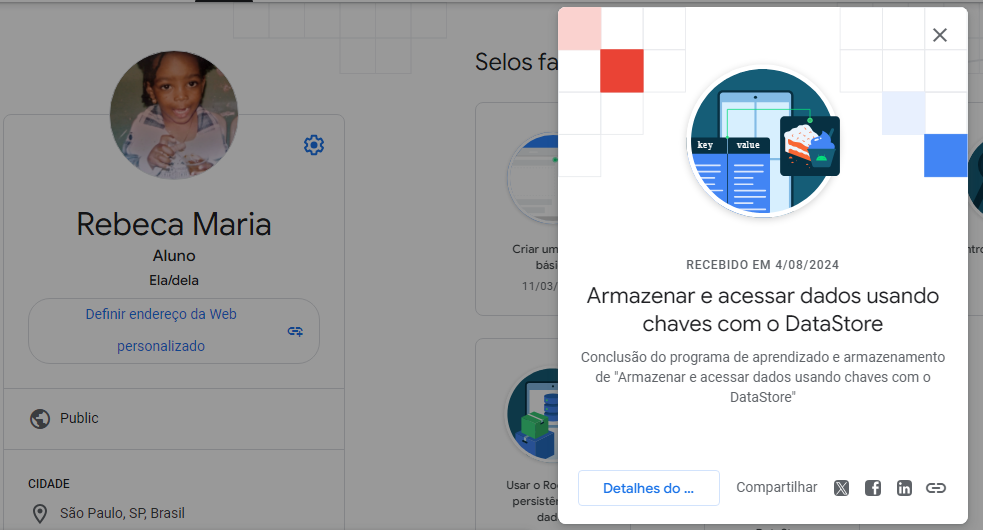 Rebeca Maria
Aluno
Ela/dela
Definir endereço da Web
personalizado
Public
CIDADE
São Paulo, SP, Brasil
Selos fa
Criar um
bási
11/03/
Usar o Ro
persistê
dad
key value
RECEBIDO EM 4/08/2024
Armazenar e acessar dados usando
chaves com o DataStore
Conclusão do programa de aprendizado e armazenamento
de "Armazenar e acessar dados usando chaves com o
DataStore"
Detalhes do ...
Compartilhar